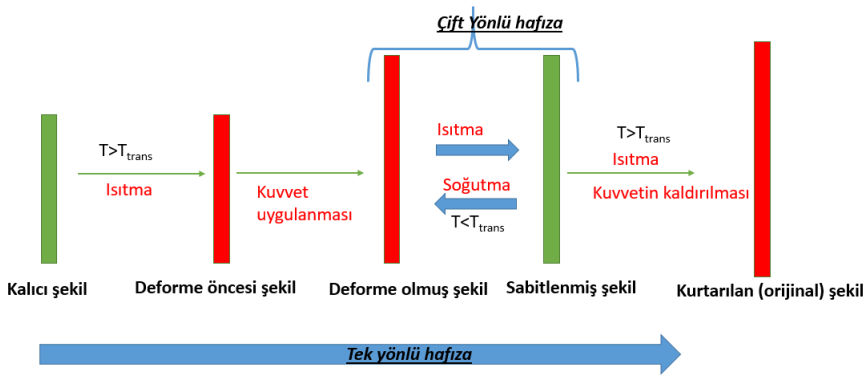 Çift Yönlü hafıza
T>Ttrans
Isıtma
Kuvvet
uygulanması
Isıtma
Soğutma
T<Ttrans
T>Ttrans
Isıtma
Kuvvetin kaldırılması
Kalıcı şekil
Deforme öncesi şekil
Deforme olmuş şekil
Sabitlenmiş şekil
Kurtarılan (orijinal) şekil
Tek yönlü hafıza